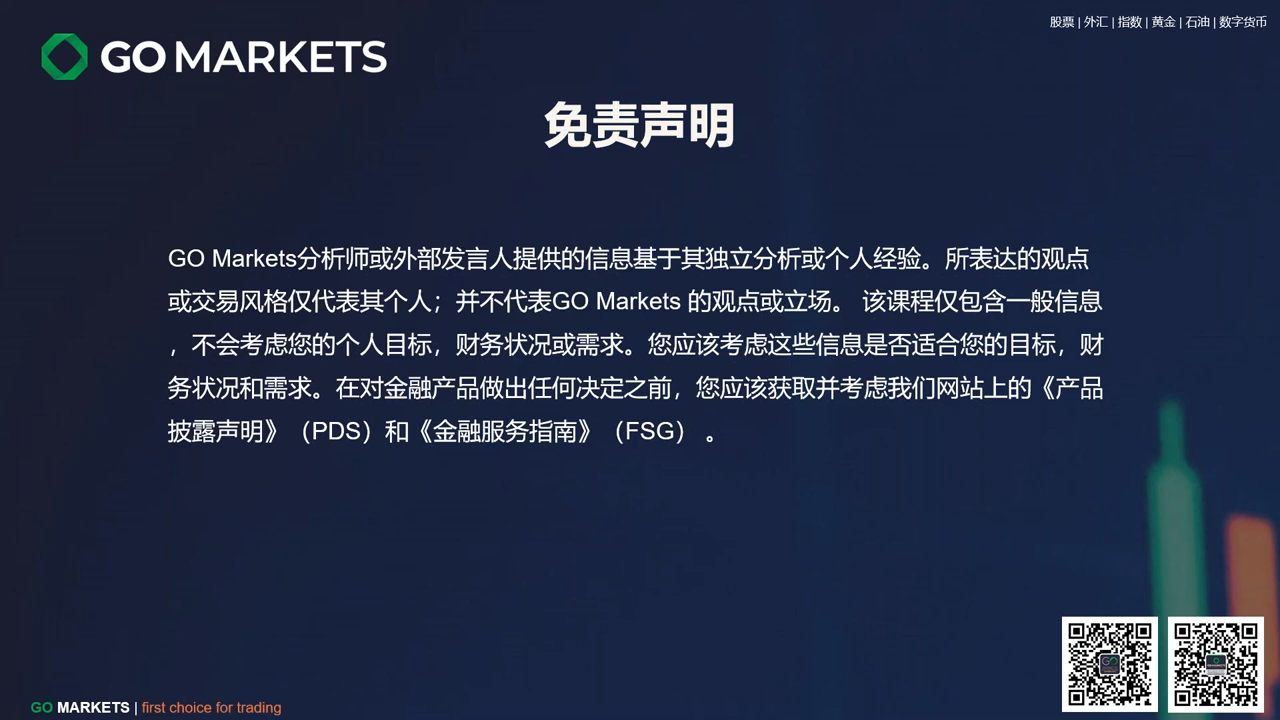 股票 | 外汇 | 指数 | 黄金 | 石油 | 数字货币
GO MARKETS
免责声明
GO Markets分析师或外部发言人提供的信息基于其独立分析或个人经验。所表达的观点
或交易风格仅代表其个人；并不代表GO Markets 的观点或立场。 该课程仅包含一般信息
，不会考虑您的个人目标，财务状况或需求。您应该考虑这些信息是否适合您的目标，财
务状况和需求。在对金融产品做出任何决定之前，您应该获取并考虑我们网站上的《产品
披露声明》（PDS）和《金融服务指南》（FSG） 。
GO MARKETS | first choice for trading